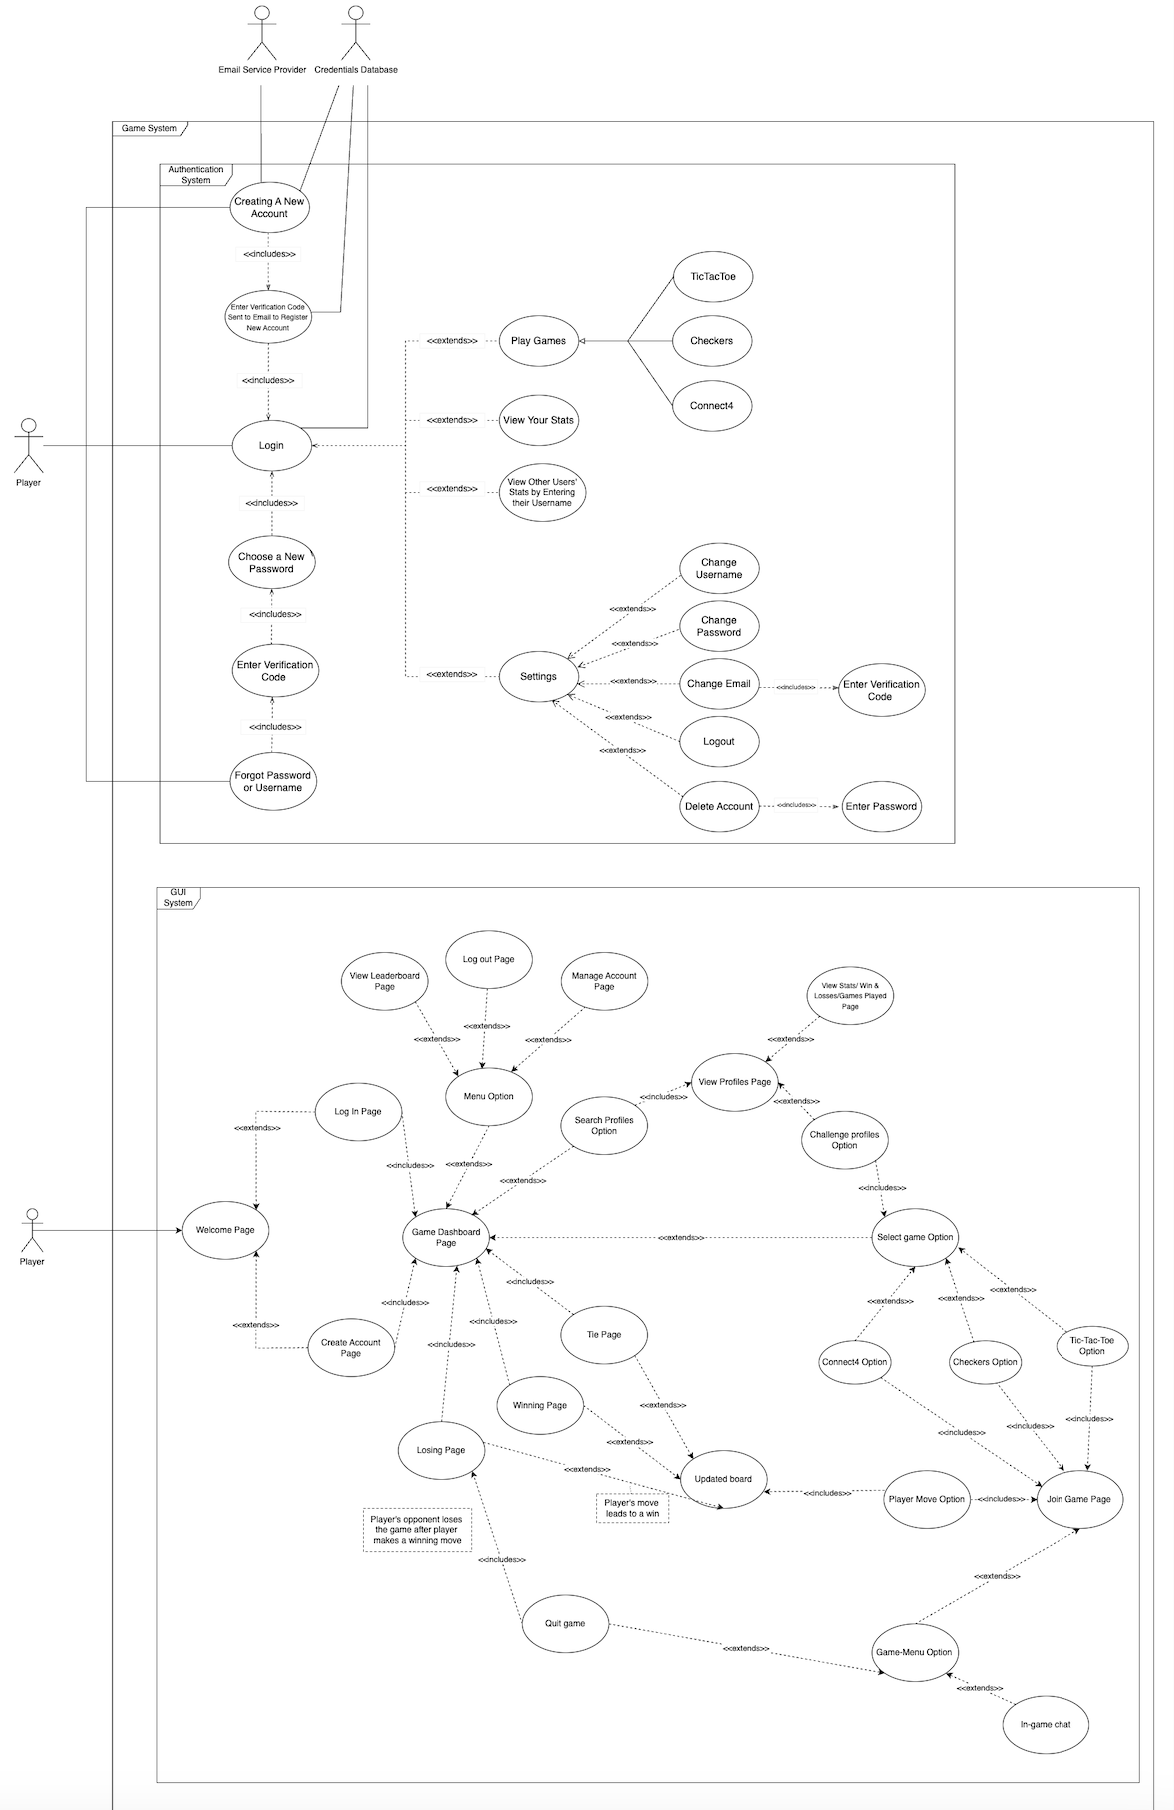 Email Service Provider
Credentials Database
Game System
Authentication
System
Creating A New
Account
<<includes>>
Enter Verification Code
Sent to Email to Register
New Account
<<includes>>
Login
Player
<<includes>>
Choose a New
Password
<<includes>>
Enter Verification
Code
<<includes>>
Forgot Password
or Username
<<extends>>
Play Games
TicTacToe
Checkers
Connect4
<<extends>>
View Your Stats
<<extends>>
View Other Users'
Stats by Entering
their Username
<<extends>>
Settings
<<extends>>
Change
Username
<<extends>>
Change
Password
<<extends>>
Change Email
<<includes>>
Enter Verification
Code
<<extends>>
Logout
<<extends>>
Delete Account
<<includes>>
Enter Password
GUI
System
View Leaderboard
Page
Log out Page
Manage Account
Page
View Stats/ Win &
Losses/Games Played
Page
<<extends>>
<<extends>>
<<extends>>
<<extends>>
Menu Option
View Profiles Page
Log In Page
Search Profiles
Option
<<includes>>
<<extends>>
Challenge profiles
Option
<<extends>>
<<includes>>
<<extends>>
<<extends>>
<<includes>>
Player
Welcome Page
Game Dashboard
Page
<<extends>>
Select game Option
<<extends>>
<<includes>>
<<includes>>
<<includes>>
<<includes>>
<<extends>>
<<extends>>
<<extends>>
Create Account
Page
Tie Page
Connect4 Option
Checkers Option
Tic-Tac-Toe
Option
Winning Page
<<extends>>
<<extends>>
<<extends>>
<<includes>>
<<includes>>
<<includes>>
Losing Page
Updated board
<<includes>>
Player Move Option
<<includes>>
Join Game Page
Player's move
leads to a win
Player's opponent loses
the game after player
makes a winning move
<<includes>>
<<extends>>
Quit game
<<extends>>
Game-Menu Option
<<extends>>
In-game chat